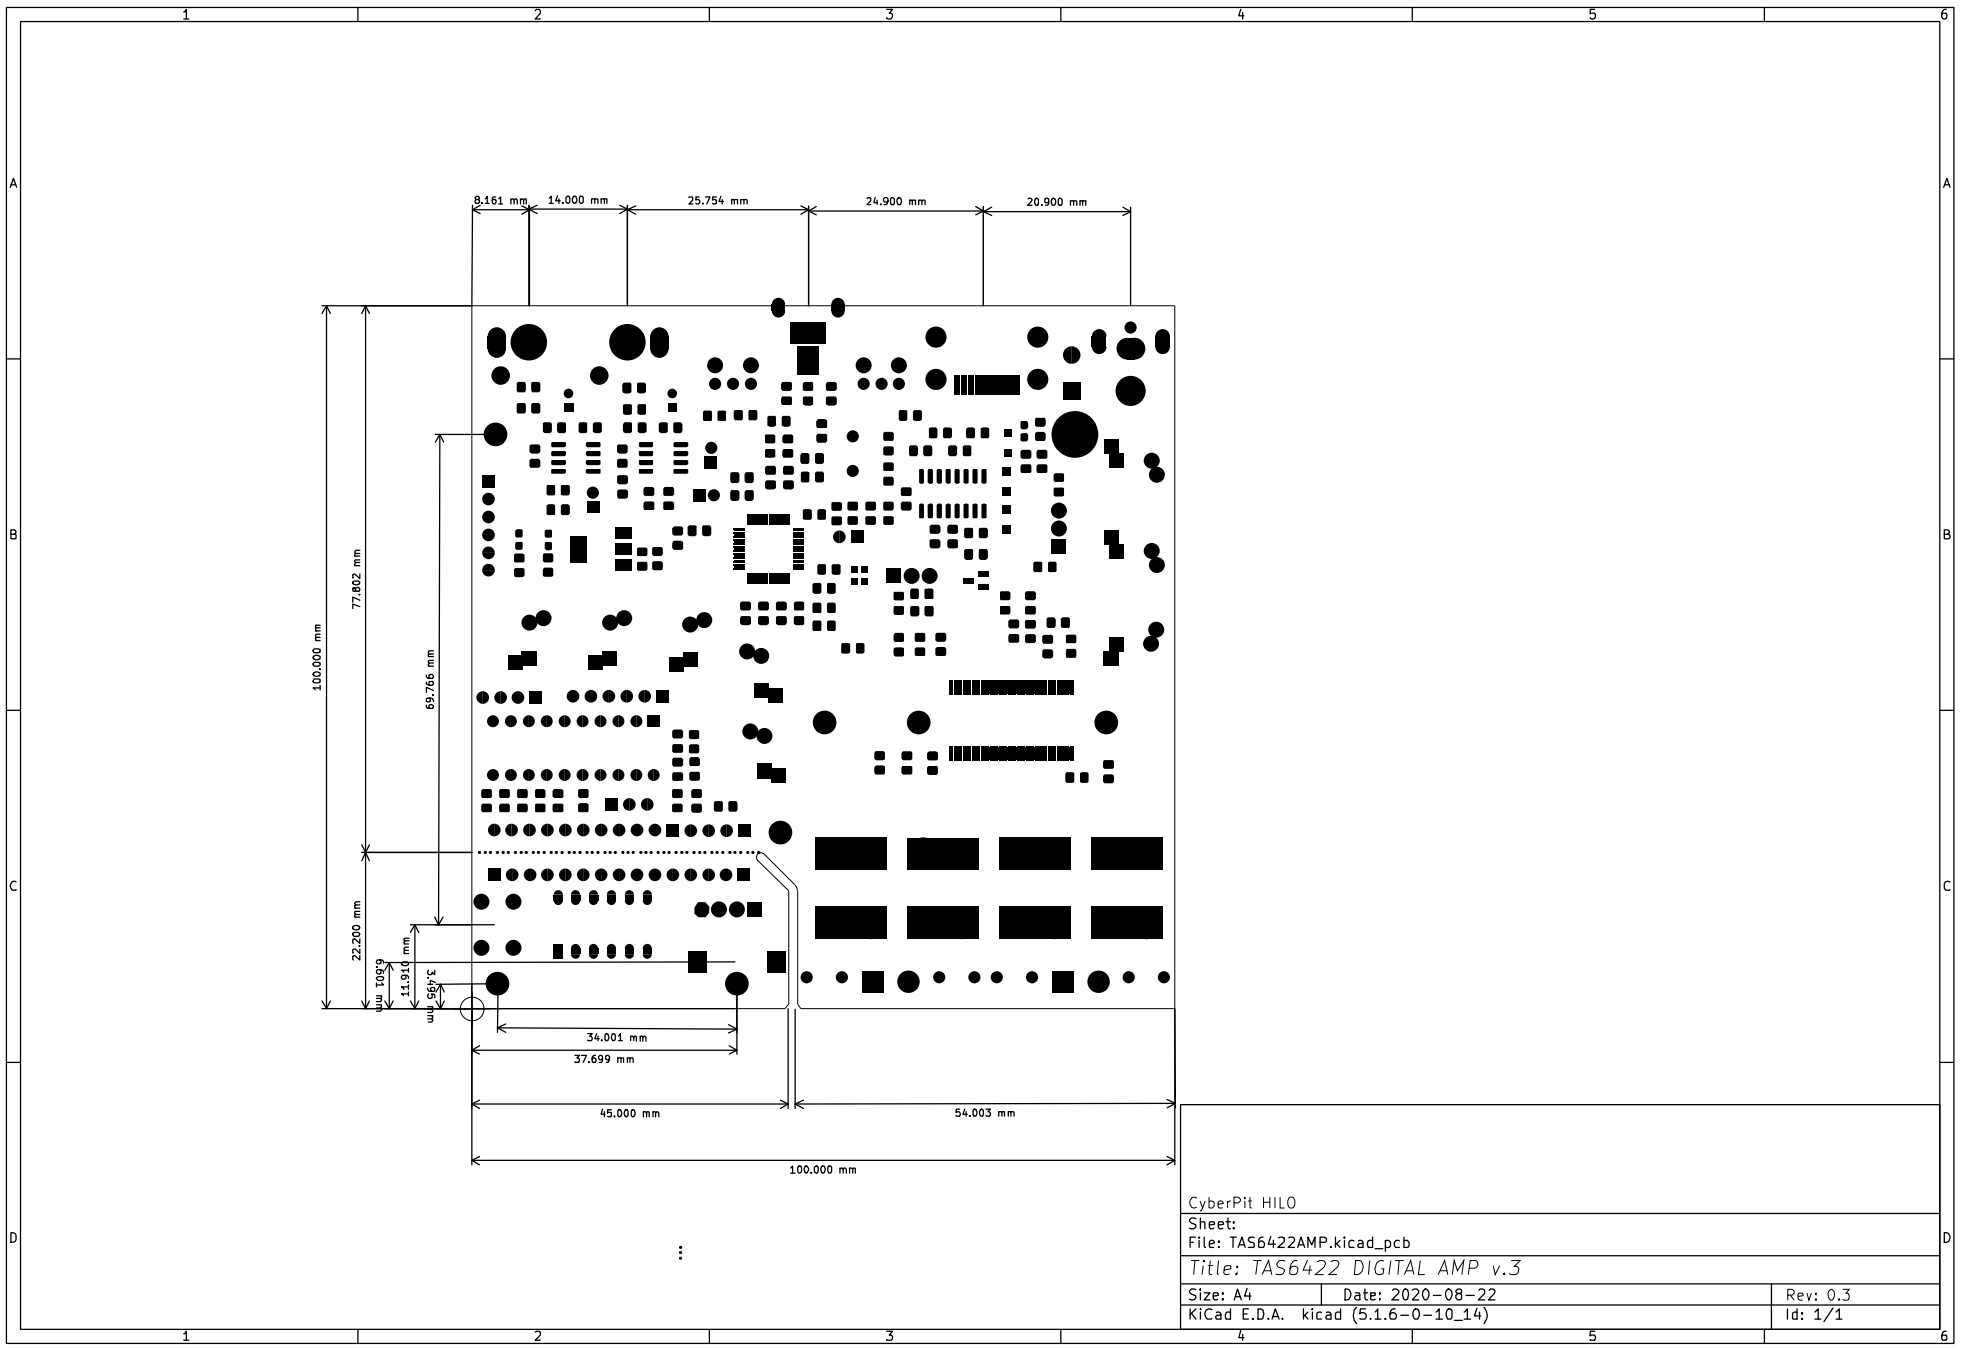 1 2 3 4 5 6
A A
8.161 mm 14.000 mm 25.754 mm 24.900 mm 20.900 mm
B B
77.802 mm
100.000 mm
69.766 mm
C C
22.200 mm
6.601 mm
11.910 mm
3.495 mm
34.001 mm
37.699 mm
45.000 mm 54.003 mm
100.000 mm
CyberPit HILO
Sheet:
File: TAS6422AMP.kicad_pcb
D D
Title: TAS6422 DIGITAL AMP v.3
Size: A4 Date: 2020-08-22 Rev: 0.3
KiCad E.D.A. kicad (5.1.6-0-10_14) Id: 1/1
1 2 3 4 5 6